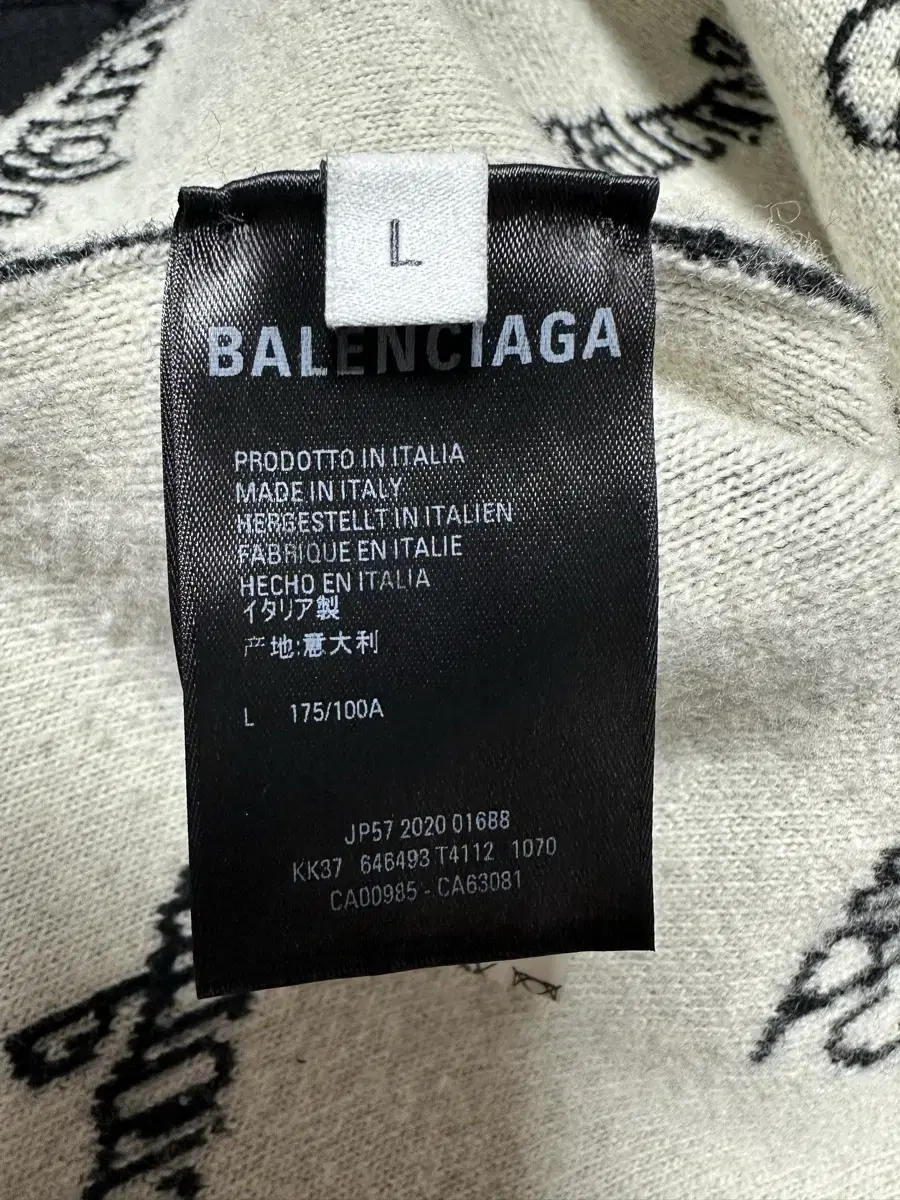 L
BALENCIAGA
PRODOTTO IN ITALIA
MADE IN ITALY
HERGESTELLT IN ITALIEN
FABRIQUE EN ITALIE
HECHO EN ITALIA
イタリア製
产地:意大利
L 175/100A
JP57 2020 016B8
KK37 646493 T4112 1070
CA00985 - CA63081